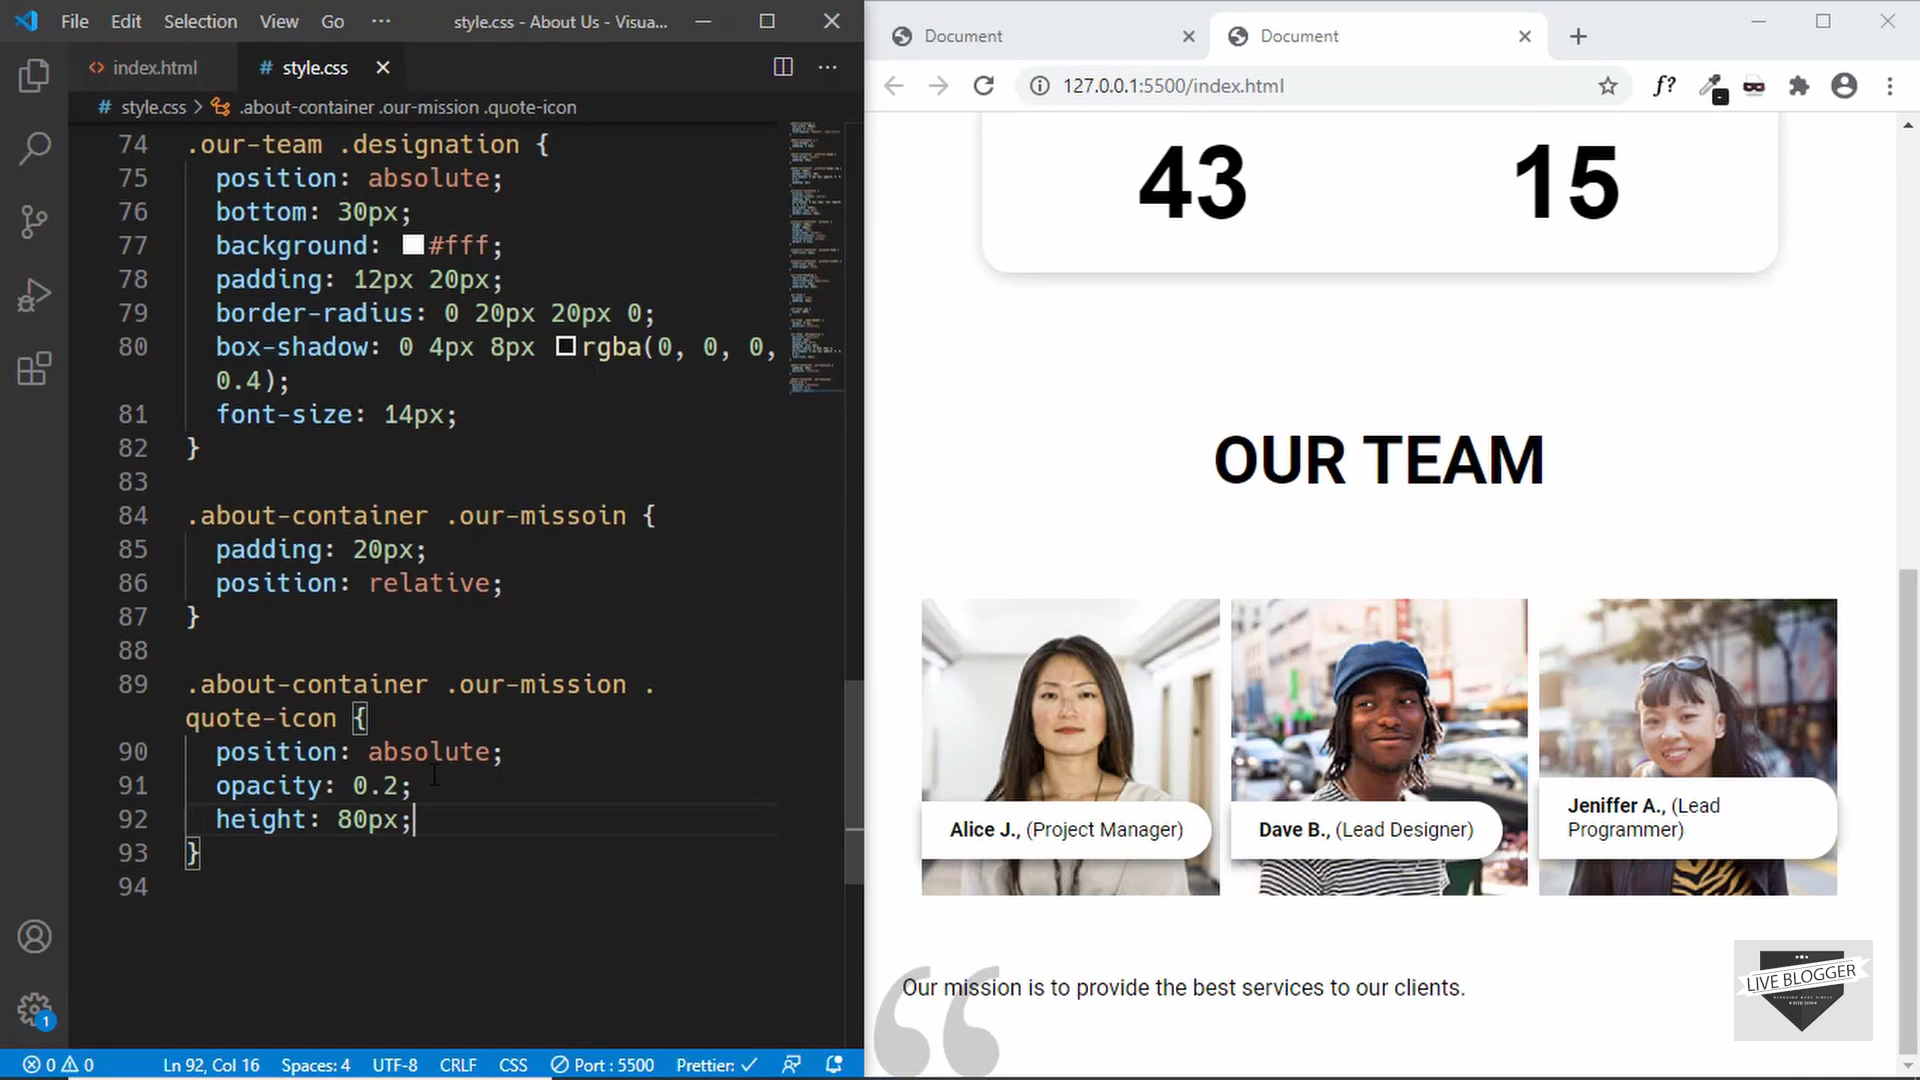 File Edit Selection View Go ··· style.css - About Us - Visua...
index.html style.css
style.css > .about-container .our-mission .quote-icon
74 .our-team .designation {
75 position: absolute;
76 bottom: 30px;
77 background: #fff;
78 padding: 12px 20px;
79 border-radius: 0 20px 20px 0;
80 box-shadow: 0 4px 8px rgba(0, 0, 0,
0.4);
81 font-size: 14px;
82 }
83
84 .about-container .our-missoin {
85 padding: 20px;
86 position: relative;
87 }
88
89 .about-container .our-mission .
quote-icon {
90 position: absolute;
91 opacity: 0.2;
92 height: 80px;
93 }
94
1
0 0 Ln 92, Col 16 Spaces: 4 UTF-8 CRLF CSS Port : 5500 Prettier: ✓
Document Document
127.0.0.1:5500/index.html f?
43 15
OUR TEAM
Alice J., (Project Manager)
Dave B., (Lead Designer)
Jeniffer A., (Lead
Programmer)
“
Our mission is to provide the best services to our clients.
LIVE BLOGGER